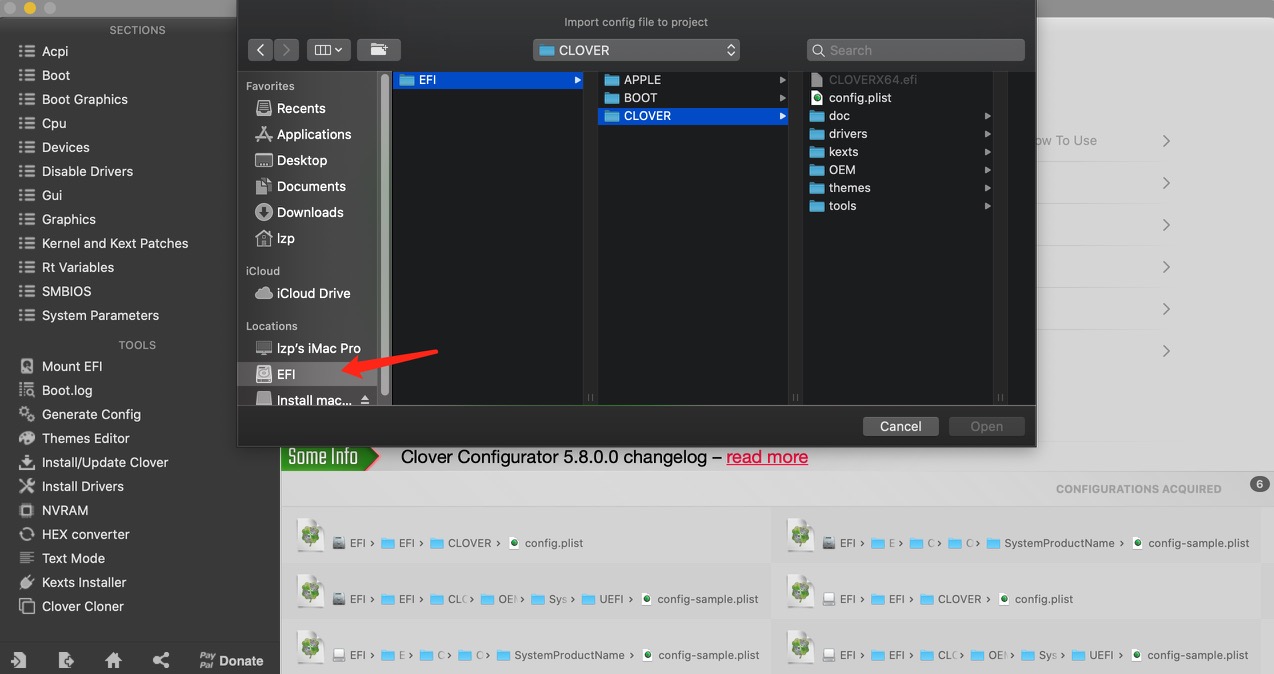 SECTIONS
Acpi
Boot
Boot Graphics
Cpu
Devices
Disable Drivers
Gui
Graphics
Kernel and Kext Patches
Rt Variables
SMBIOS
System Parameters
TOOLS
Mount EFI
Boot.log
Generate Config
Themes Editor
Install/Update Clover
Install Drivers
NVRAM
HEX converter
Text Mode
Kexts Installer
Clover Cloner
Pay
Pal
Donate
Import config file to project
CLOVER
Search
Favorites
Recents
Applications
Desktop
Documents
Downloads
lzp
iCloud
iCloud Drive
Locations
lzp's iMac Pro
EFI
Install mac...
EFI
APPLE
BOOT
CLOVER
CLOVERX64.efi
config.plist
doc
drivers
kexts
OEM
themes
tools
Cancel
Open
ow To Use
Some Info
Clover Configurator 5.8.0.0 changelog – read more
CONFIGURATIONS ACQUIRED 6
EFI › EFI › CLOVER › config.plist
EFI › E › C › C › SystemProductName › config-sample.plist
EFI › EFI › CLC › OEM › Sys › UEFI › config-sample.plist
EFI › EFI › CLOVER › config.plist
EFI › E › C › C › SystemProductName › config-sample.plist
EFI › EFI › CLC › OEM › Sys › UEFI › config-sample.plist